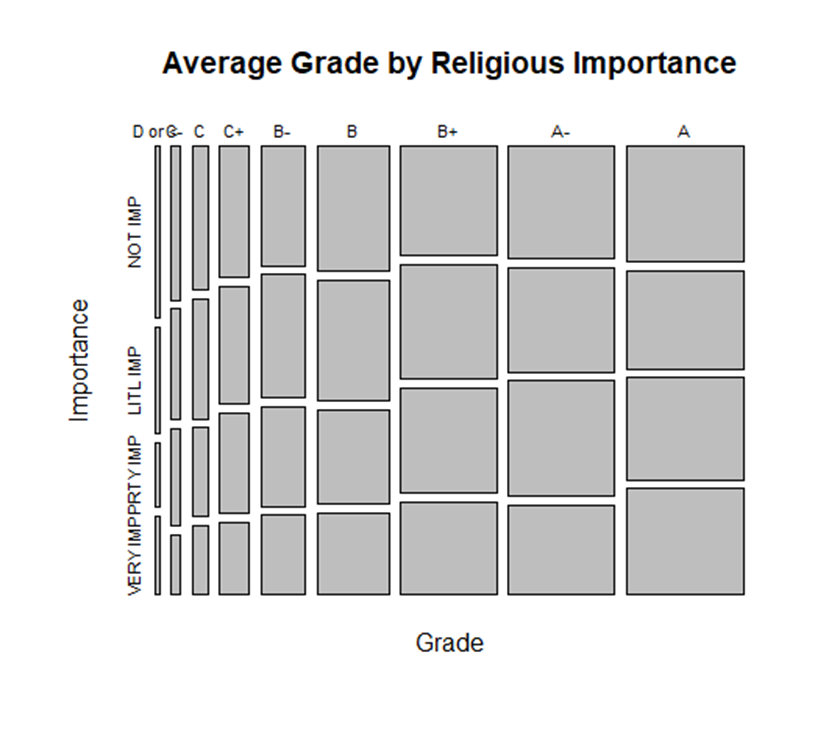 Average Grade by Religious Importance
D or C- C C+ B- B B+ A- A
NOT IMP
LITL IMP
PRTY IMP
VERY IMP
Importance
Grade